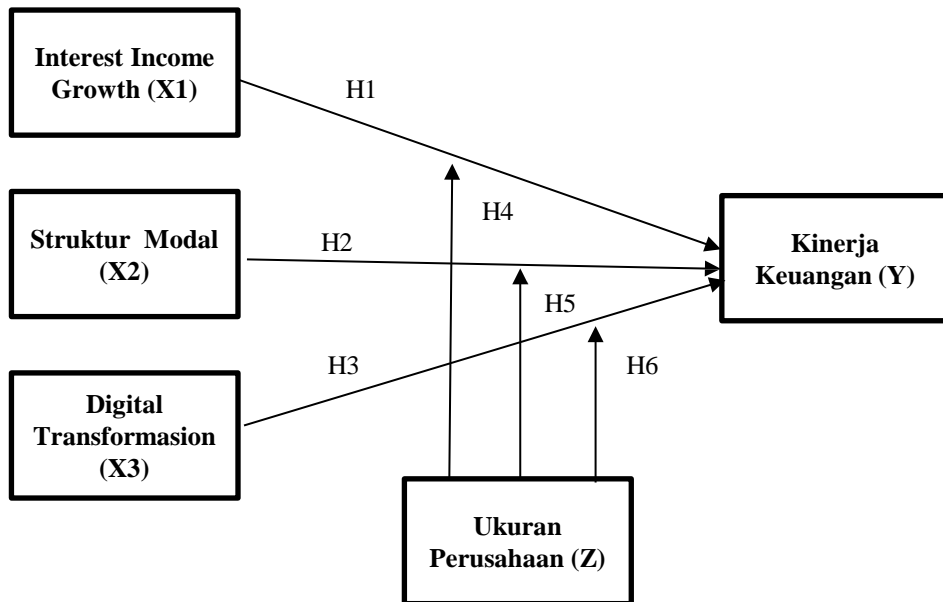 Interest Income
Growth (X1)
H1
H4
Struktur Modal
(X2)
H2
Kinerja
Keuangan (Y)
H5
H3
H6
Digital
Transformasion
(X3)
Ukuran
Perusahaan (Z)